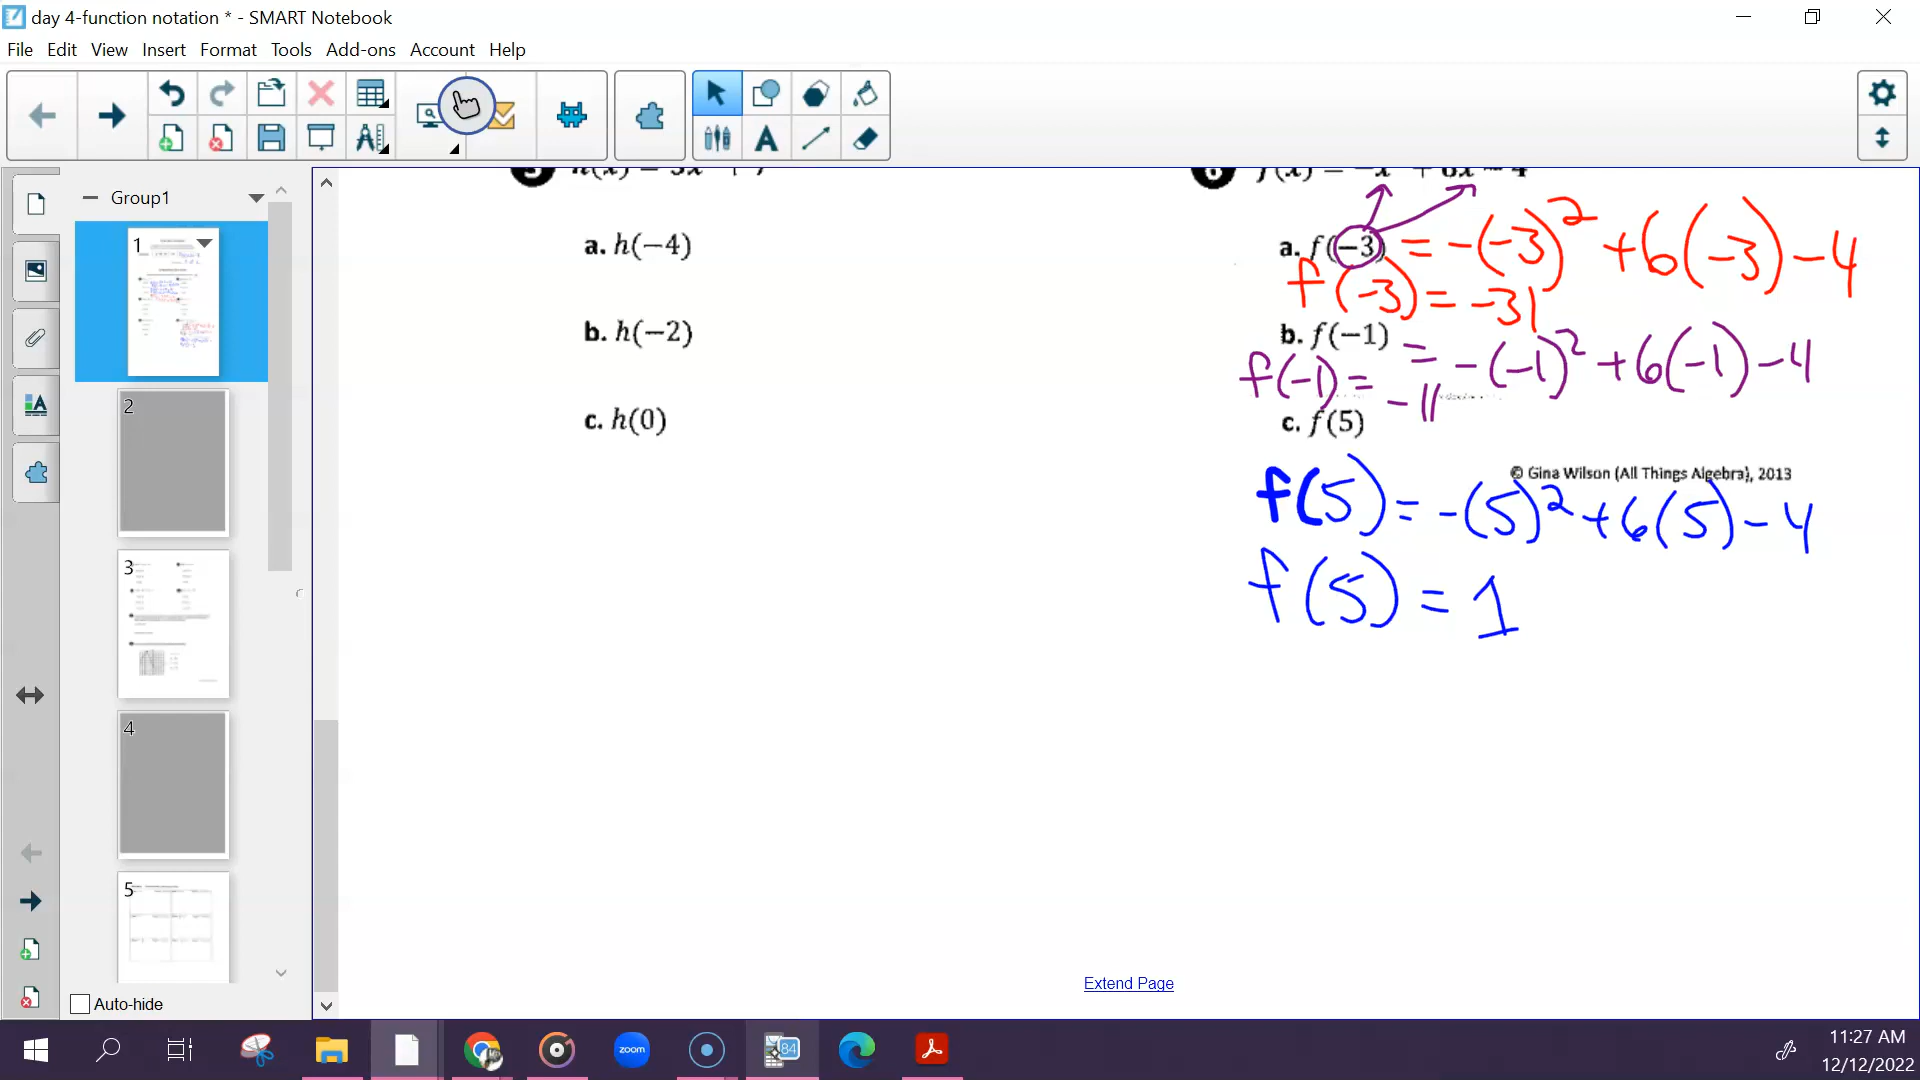 day 4-function notation * - SMART Notebook
File Edit View Insert Format Tools Add-ons Account Help
Group1
1
2
3
4
5
Auto-hide
a. h(−4)
b. h(−2)
c. h(0)
a. f(−3) = -(-3)² + 6(-3) - 4
f(-3) = -31
b. f(−1) = -(-1)² + 6(-1) - 4
f(-1) = -11
c. f(5)
© Gina Wilson (All Things Algebra), 2013
f(5) = -(5)² + 6(5) - 4
f(5) = 1
Extend Page
zoom
84
11:27 AM
12/12/2022